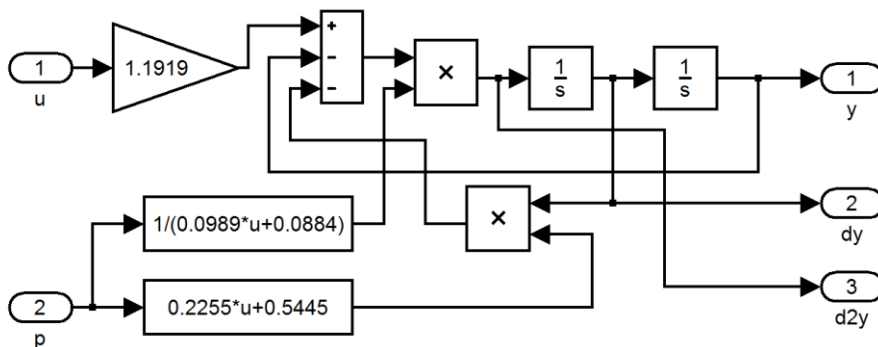 +
1
1.1919
−
×
1
s
1
s
1
u
−
y
1/(0.0989*u+0.0884)
×
2
dy
2
0.2255*u+0.5445
3
p
d2y